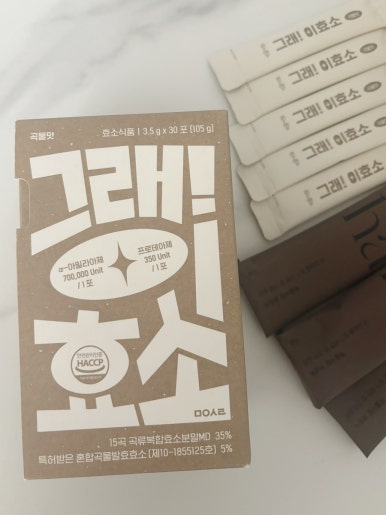 곡물맛
효소식품 | 3.5 g x 30 포 [105 g]
그래!
이
α-아밀라아제
700,000 Unit
/ 1 포
프로테아제
350 Unit
/ 1 포
효소
안전관리인증
HACCP
15곡 곡류복합효소분말MD 35%
특허받은 혼합곡물발효효소 [제10-1855125호] 5%
그래! 이효소
그래! 이효소
그래! 이효소
그래! 이효소
그래! 이효소